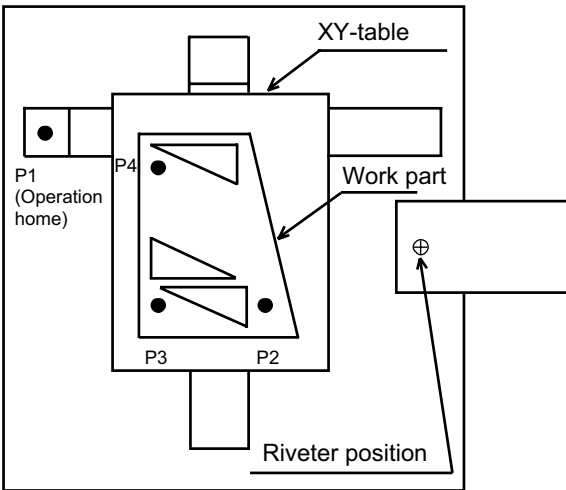 XY-table
P4
P1
(Operation
home)
Work part
P3
P2
Riveter position